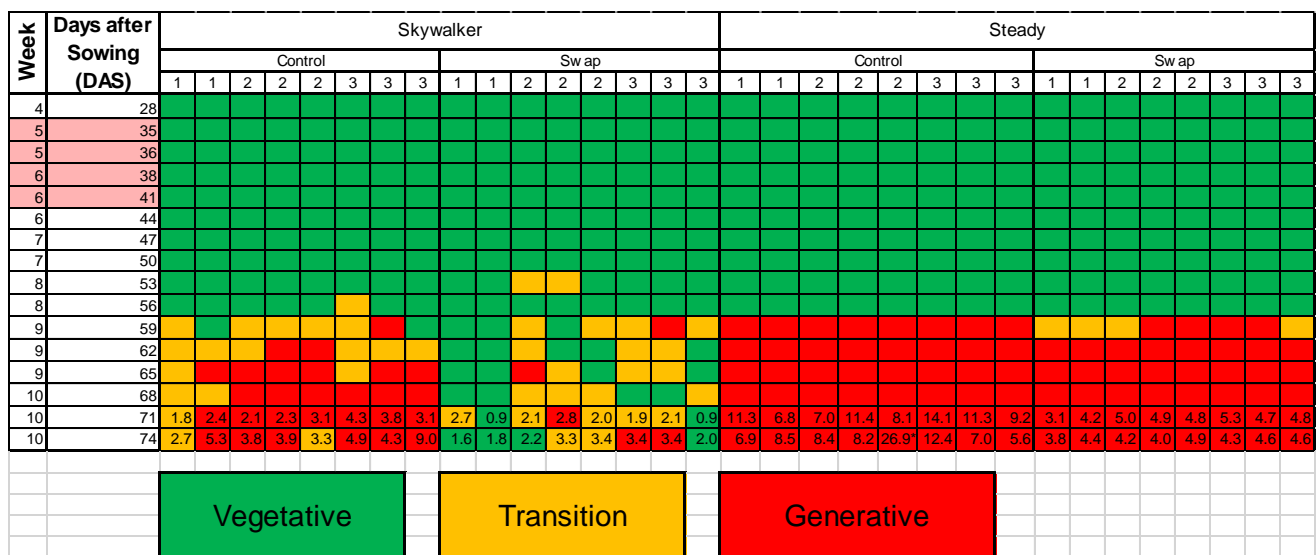 Week Days after Sowing (DAS) Skywalker Steady
Control Swap Control Swap
1 1 2 2 2 3 3 3 1 1 2 2 2 3 3 3 1 1 2 2 2 3 3 3 1 1 2 2 2 3 3 3
4 28
5 35
5 36
6 38
6 41
6 44
7 47
7 50
8 53
8 56
9 59
9 62
9 65
10 68
10 71 1.8 2.4 2.1 2.3 3.1 4.3 3.8 3.1 2.7 0.9 2.1 2.8 2.0 1.9 2.1 0.9 11.3 6.8 7.0 11.4 8.1 14.1 11.3 9.2 3.1 4.2 5.0 4.9 4.8 5.3 4.7 4.8
10 74 2.7 5.3 3.8 3.9 3.3 4.9 4.3 9.0 1.6 1.8 2.2 3.3 3.4 3.4 3.4 2.0 6.9 8.5 8.4 8.2 26.9* 12.4 7.0 5.6 3.8 4.4 4.2 4.0 4.9 4.3 4.6 4.6
Vegetative Transition Generative